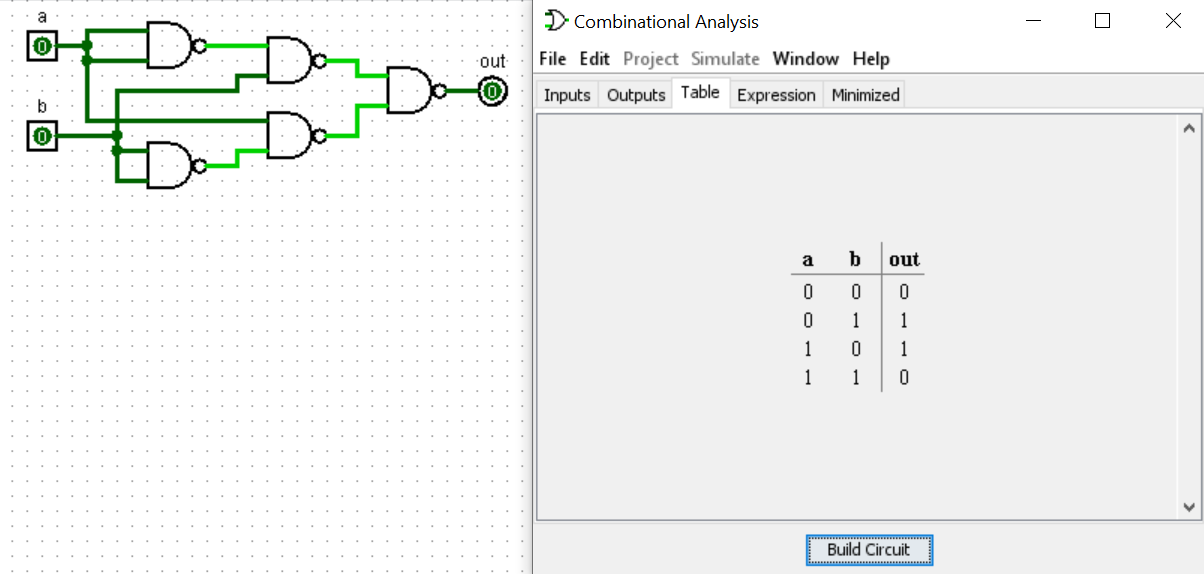 a
0
b
0
out
0
Combinational Analysis
File Edit Project Simulate Window Help
Inputs Outputs Table Expression Minimized
a b out
0 0 0
0 1 1
1 0 1
1 1 0
Build Circuit